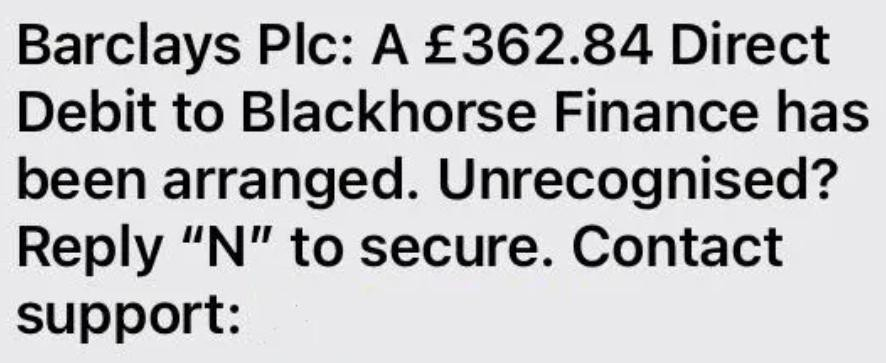 Barclays Plc: A £362.84 Direct
Debit to Blackhorse Finance has
been arranged. Unrecognised?
Reply “N” to secure. Contact
support: